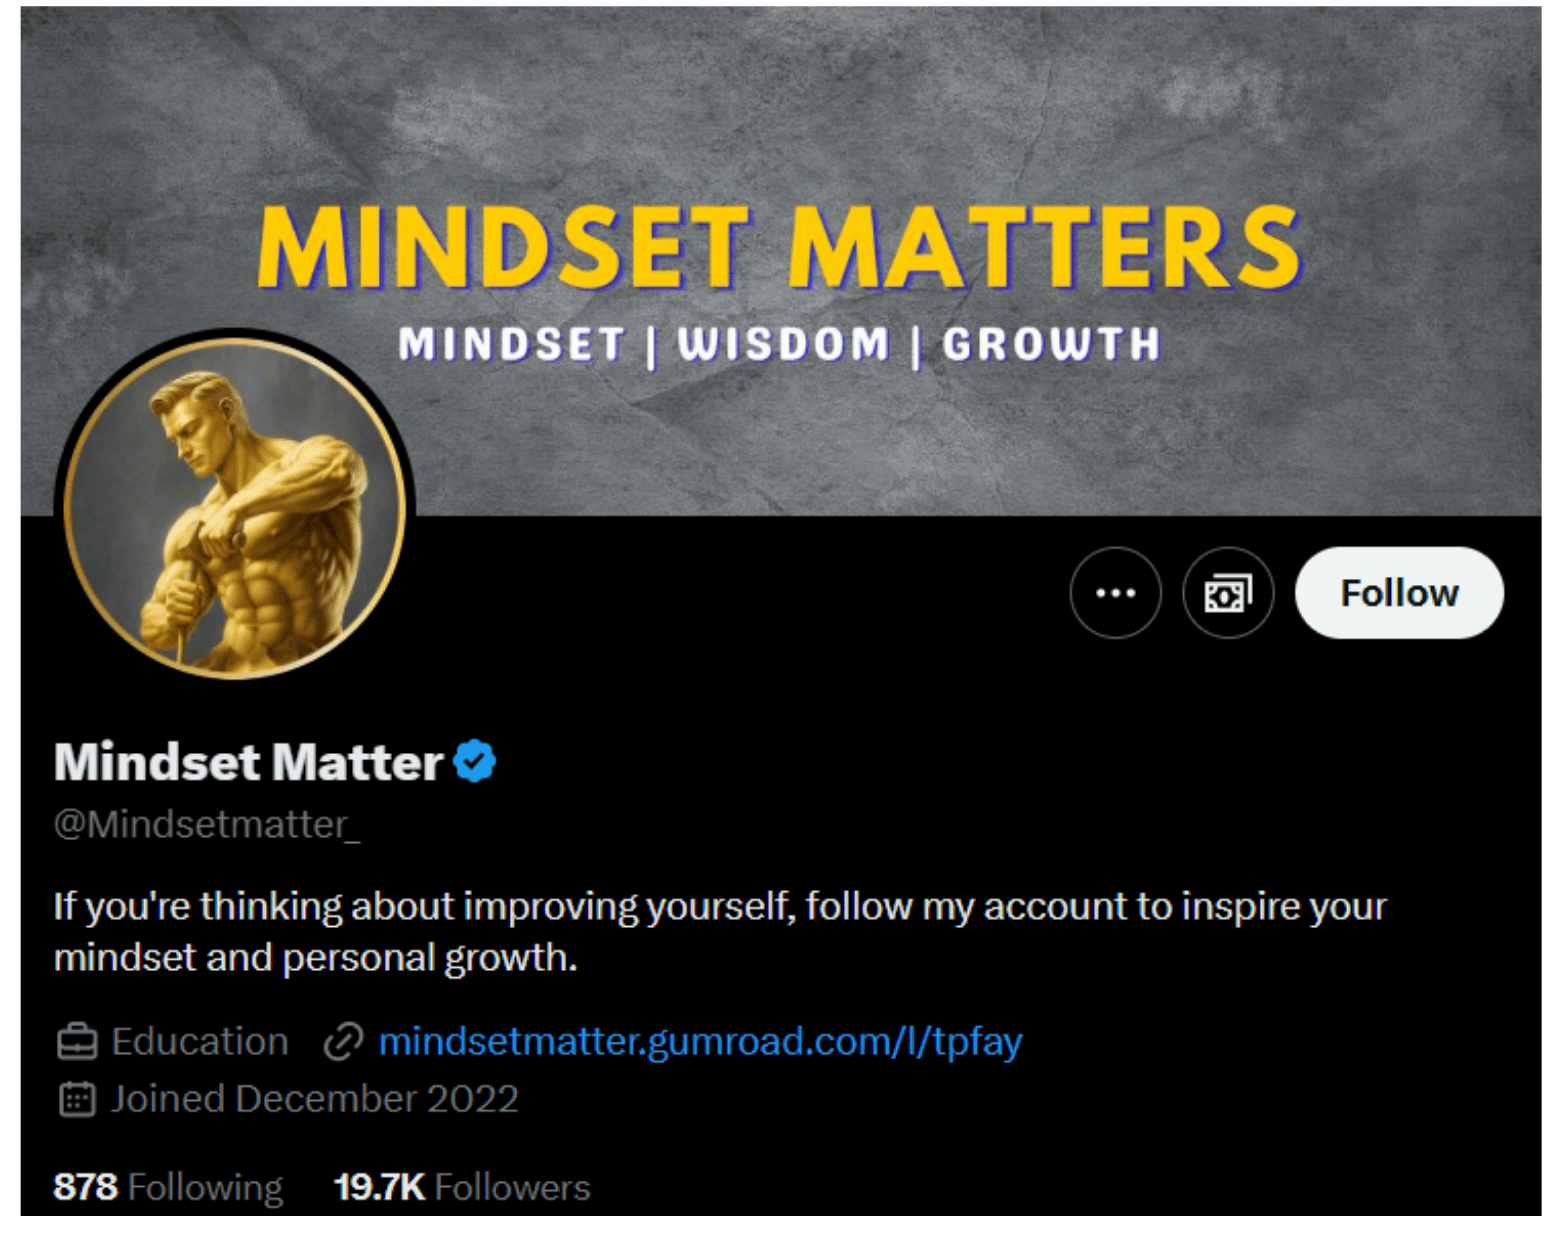 MINDSET MATTERS
MINDSET | WISDOM | GROWTH
Follow
Mindset Matter
@Mindsetmatter_
If you're thinking about improving yourself, follow my account to inspire your
mindset and personal growth.
Education mindsetmatter.gumroad.com/l/tpfay
Joined December 2022
878 Following 19.7K Followers